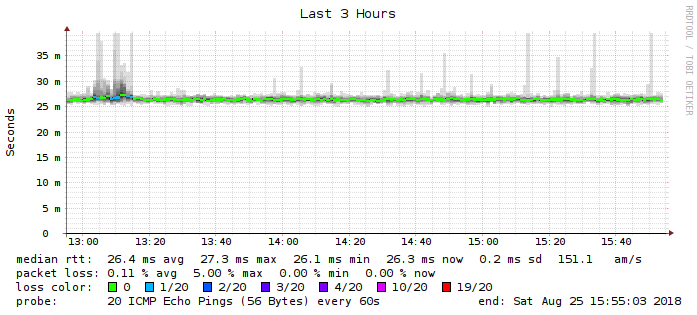 Last 3 Hours
RRDTOOL / TOBI OETIKER
Seconds
35 m
30 m
25 m
20 m
15 m
10 m
5 m
0
13:00 13:20 13:40 14:00 14:20 14:40 15:00 15:20 15:40
median rtt: 26.4 ms avg 27.3 ms max 26.1 ms min 26.3 ms now 0.2 ms sd 151.1 am/s
packet loss: 0.11 % avg 5.00 % max 0.00 % min 0.00 % now
loss color: 0 1/20 2/20 3/20 4/20 10/20 19/20
probe: 20 ICMP Echo Pings (56 Bytes) every 60s end: Sat Aug 25 15:55:03 2018